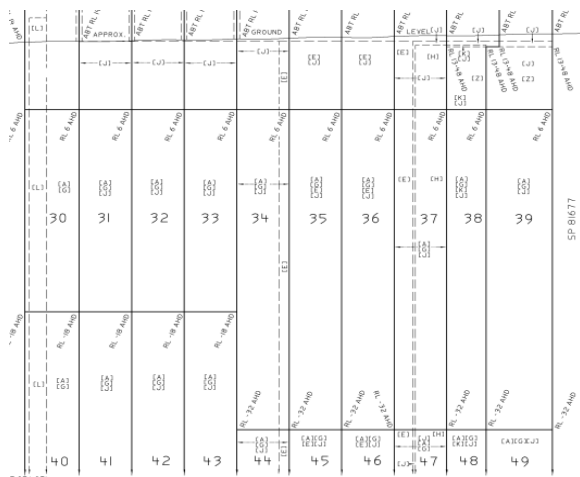 ABT RL
ABT RL
ABT RL
ABT RL
ABT RL
ABT RL
ABT RL
ABT RL
ABT RL
[L]
APPROX.
GROUND
LEVEL
[J]
[J]
[J]
[J]
[J]
[J]
[E]
[E]
[J]
[E]
[J]
[E]
[H]
[J]
[K]
[J]
[Z]
[K]
[J]
RL 13.48 AHD
RL 13.48 AHD
RL 13.48 AHD
[J]
[Z]
RL 6 AHD
RL 6 AHD
RL 6 AHD
RL 6 AHD
RL 6 AHD
RL 6 AHD
RL 6 AHD
RL 6 AHD
RL 6 AHD
RL 6 AHD
RL 6 AHD
[L]
[A]
[G]
[A]
[G]
[J]
[A]
[G]
[J]
[A]
[G]
[J]
[A]
[G]
[J]
[A]
[G]
[E]
[J]
[A]
[G]
[E]
[J]
[E]
[H]
[A]
[G]
[K]
[J]
[A]
[G]
[J]
30
31
32
33
34
35
36
37
38
39
SP 81677
[A]
[G]
[J]
[E]
RL -18 AHD
RL -18 AHD
RL -18 AHD
RL -18 AHD
RL -18 AHD
[L]
[A]
[G]
[A]
[G]
[J]
[A]
[G]
[J]
[A]
[G]
[J]
RL -32 AHD
RL -32 AHD
RL -32 AHD
RL -32 AHD
RL -32 AHD
RL -32 AHD
RL -32 AHD
[A]
[G]
[J]
[E]
[A][G]
[E][J]
[A][G]
[E][J]
[E]
[H]
[J]
[A]
[G]
[J]
[A][G]
[K][J]
[A][G][J]
40
41
42
43
44
45
46
47
48
49